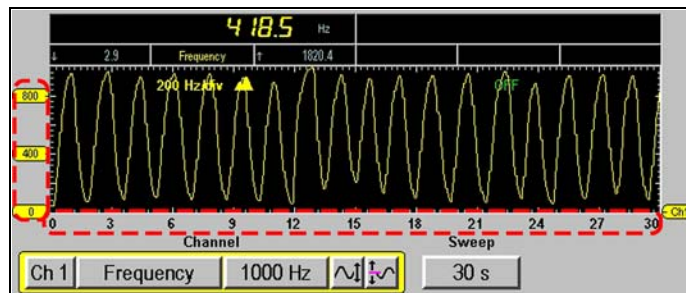 418.5 Hz
↓ 2.9 Frequency ↑ 1820.4
200 Hz/div OFF
800
400
0 Ch1
0 3 6 9 12 15 18 21 24 27 30
Channel Sweep
Ch 1 Frequency 1000 Hz 30 s